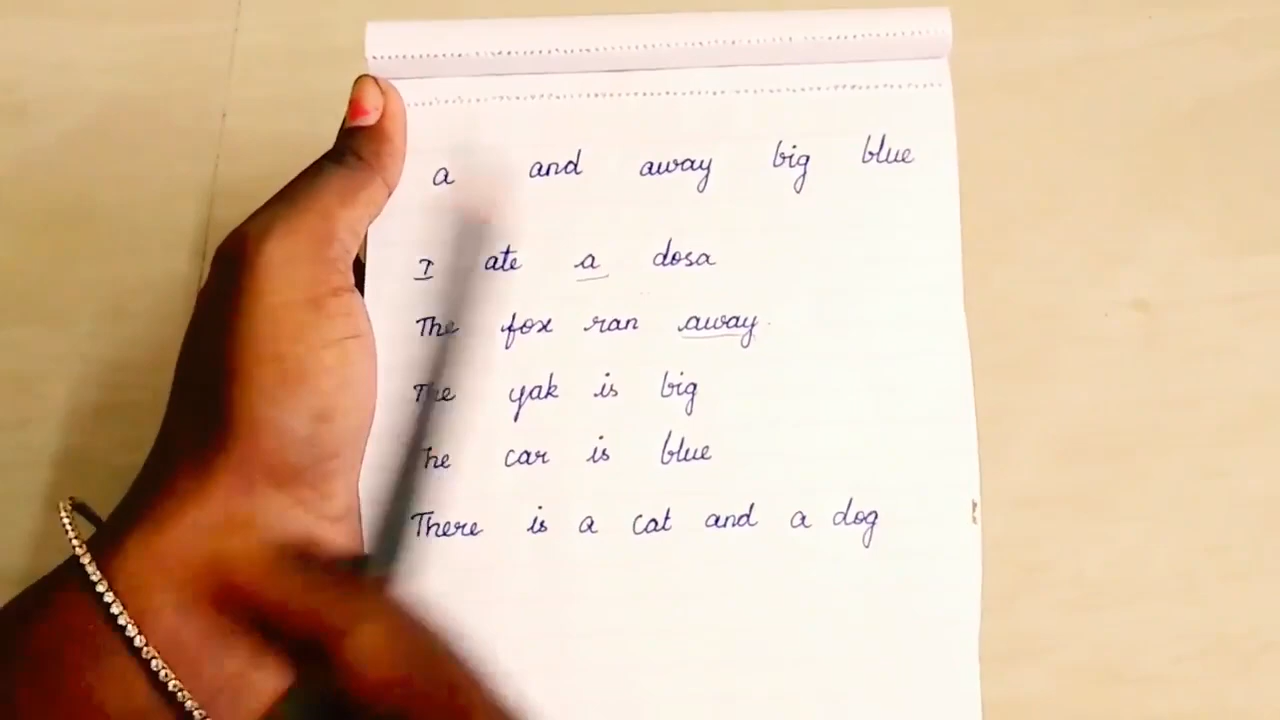 a and away big blue
I ate a dosa
The fox ran away.
The yak is big
The car is blue
There is a cat and a dog